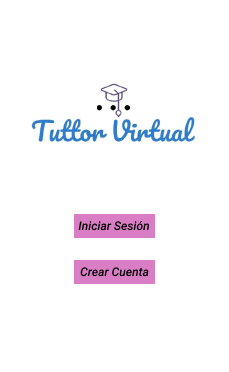 Tuttor Virtual
Iniciar Sesión
Crear Cuenta